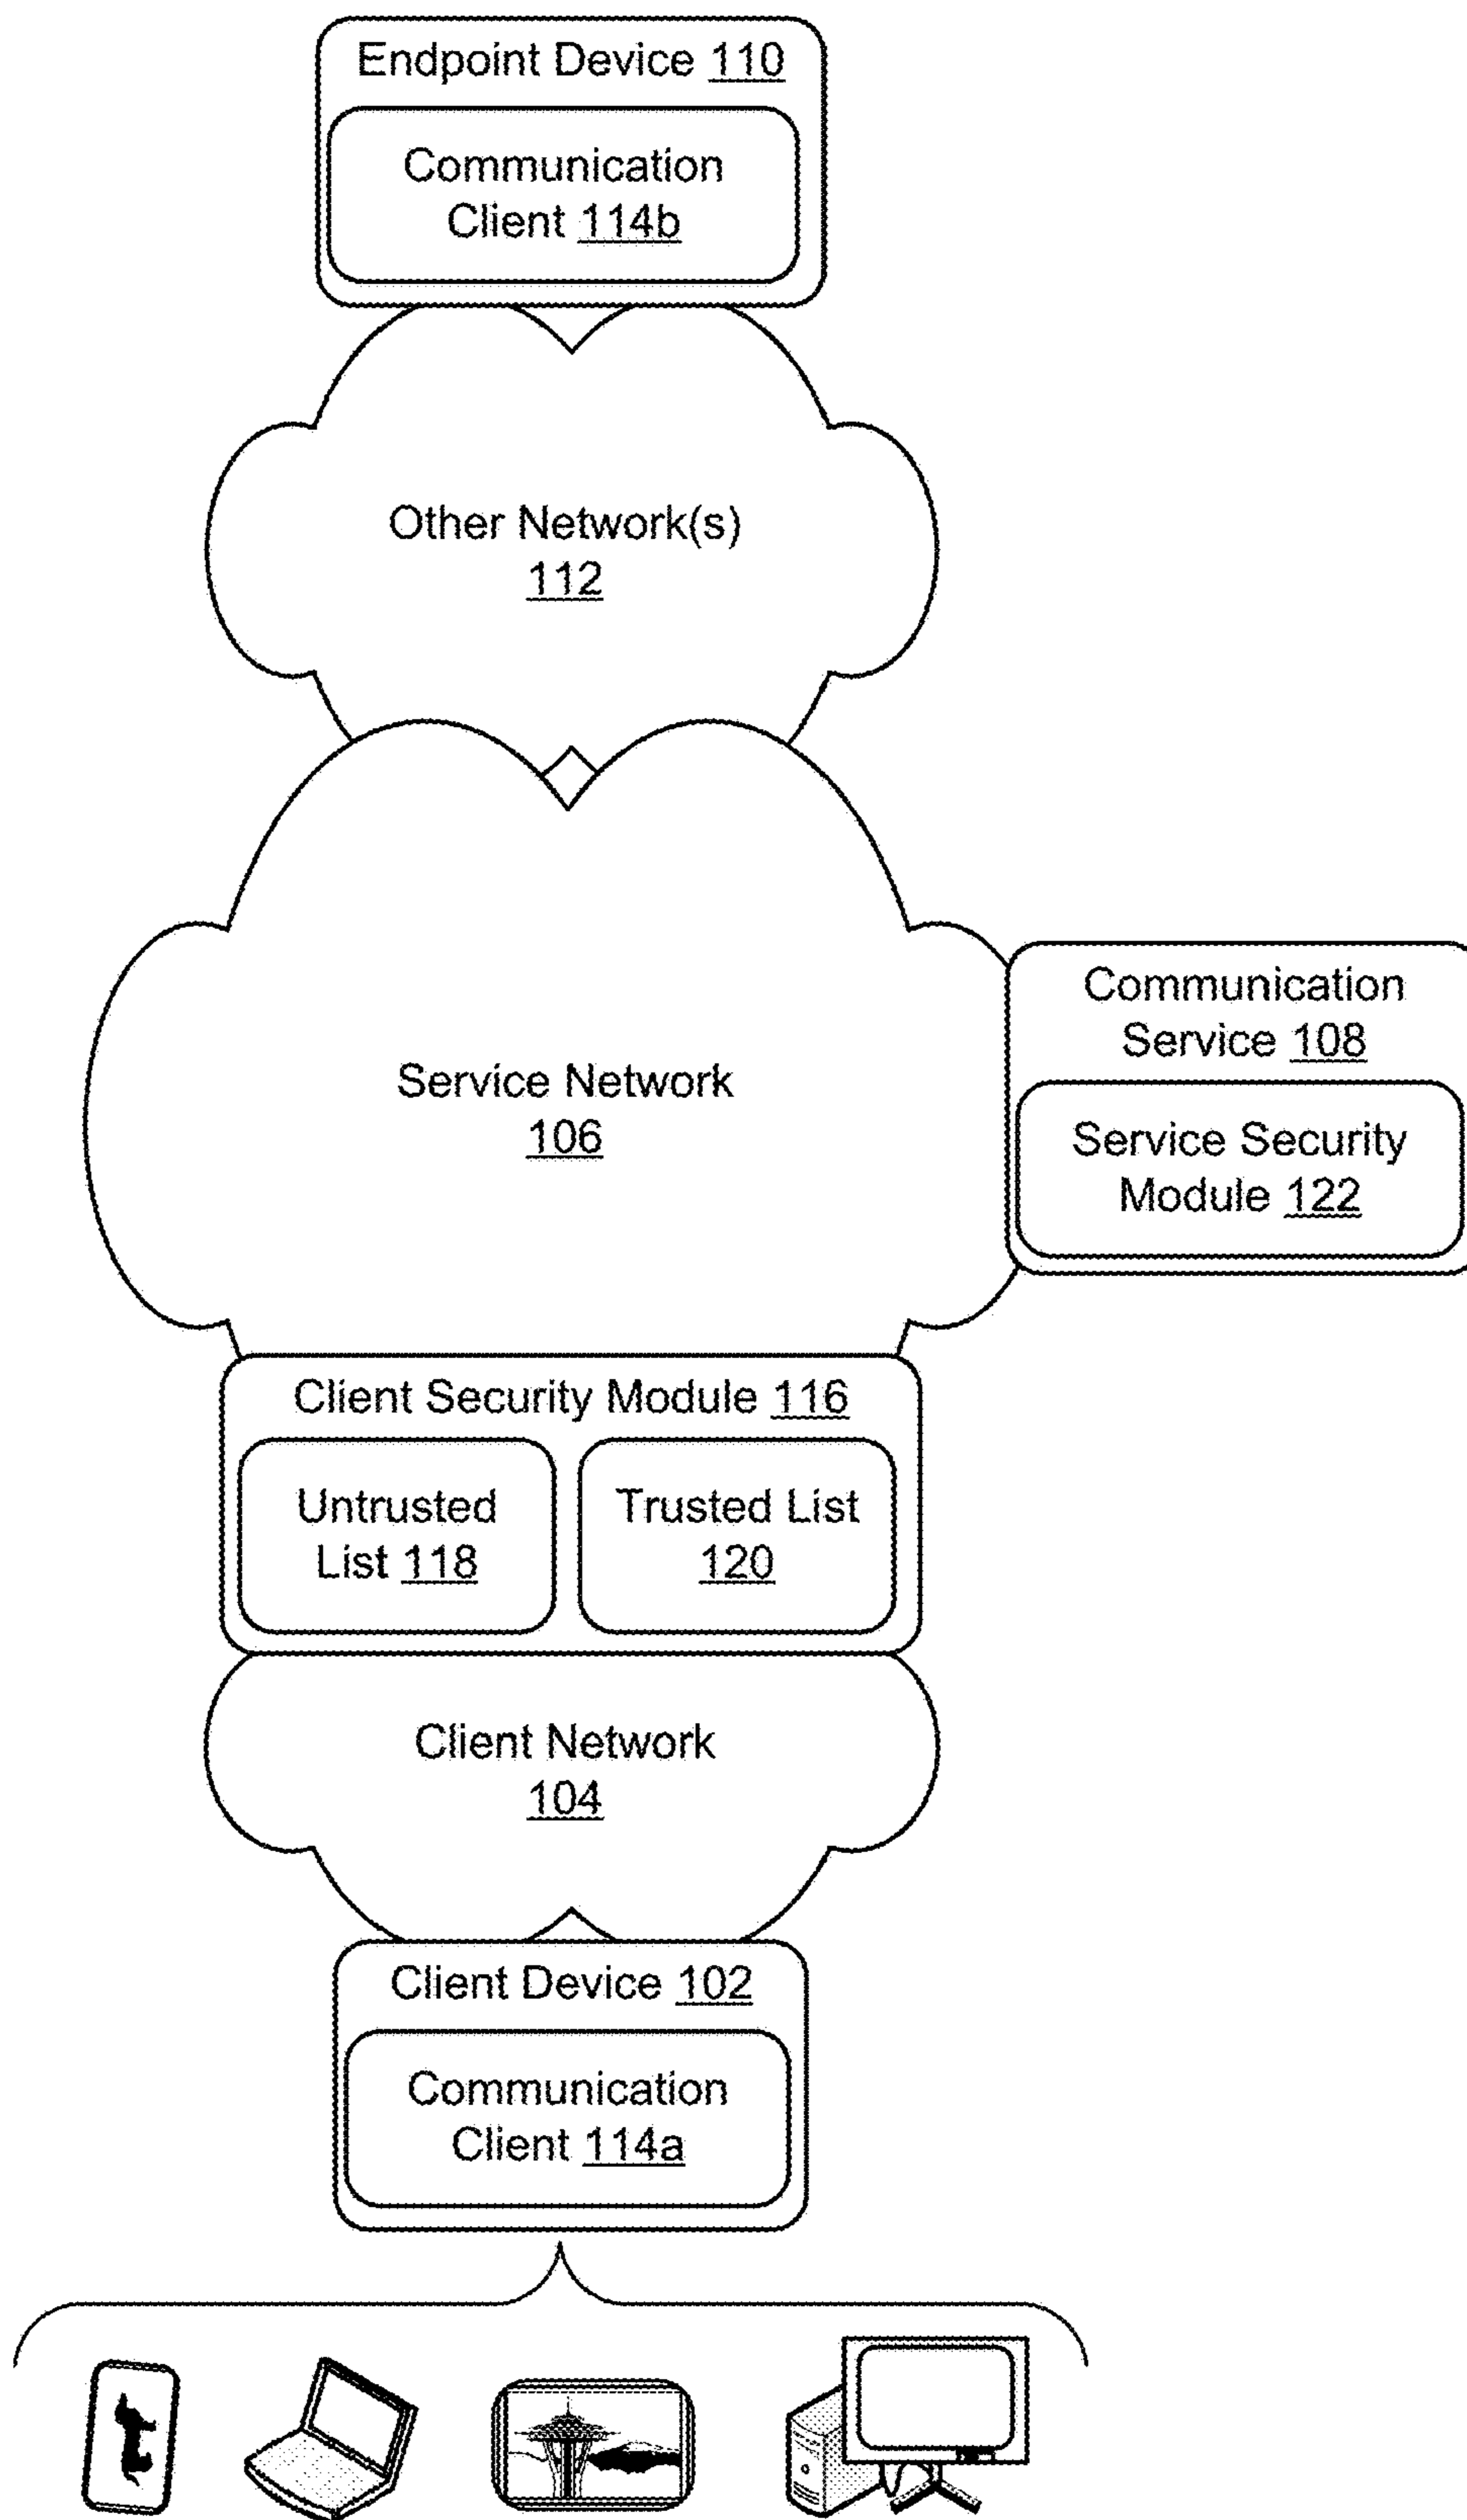 Endpoint Device 110
Communication
Client 114b
Other Network(s)
112
Service Network
106
Communication
Service 108
Service Security
Module 122
Client Security Module 116
Untrusted
List 118
Trusted List
120
Client Network
104
Client Device 102
Communication
Client 114a